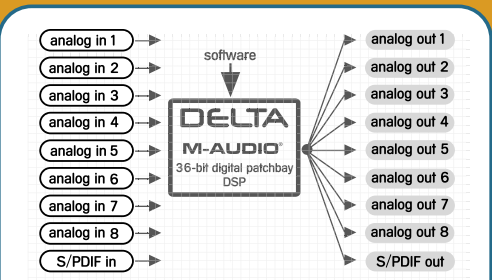 analog in 1
analog in 2
analog in 3
analog in 4
analog in 5
analog in 6
analog in 7
analog in 8
S/PDIF in
software
DELTA
M-AUDIO®
36-bit digital patchbay
DSP
analog out 1
analog out 2
analog out 3
analog out 4
analog out 5
analog out 6
analog out 7
analog out 8
S/PDIF out